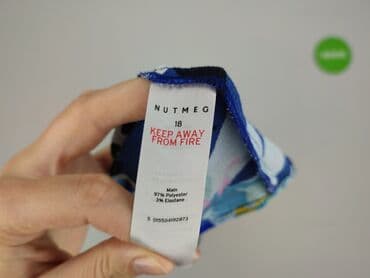 NUTMEG
18
KEEP AWAY
FROM FIRE
Main
97% Polyester
3% Elastane